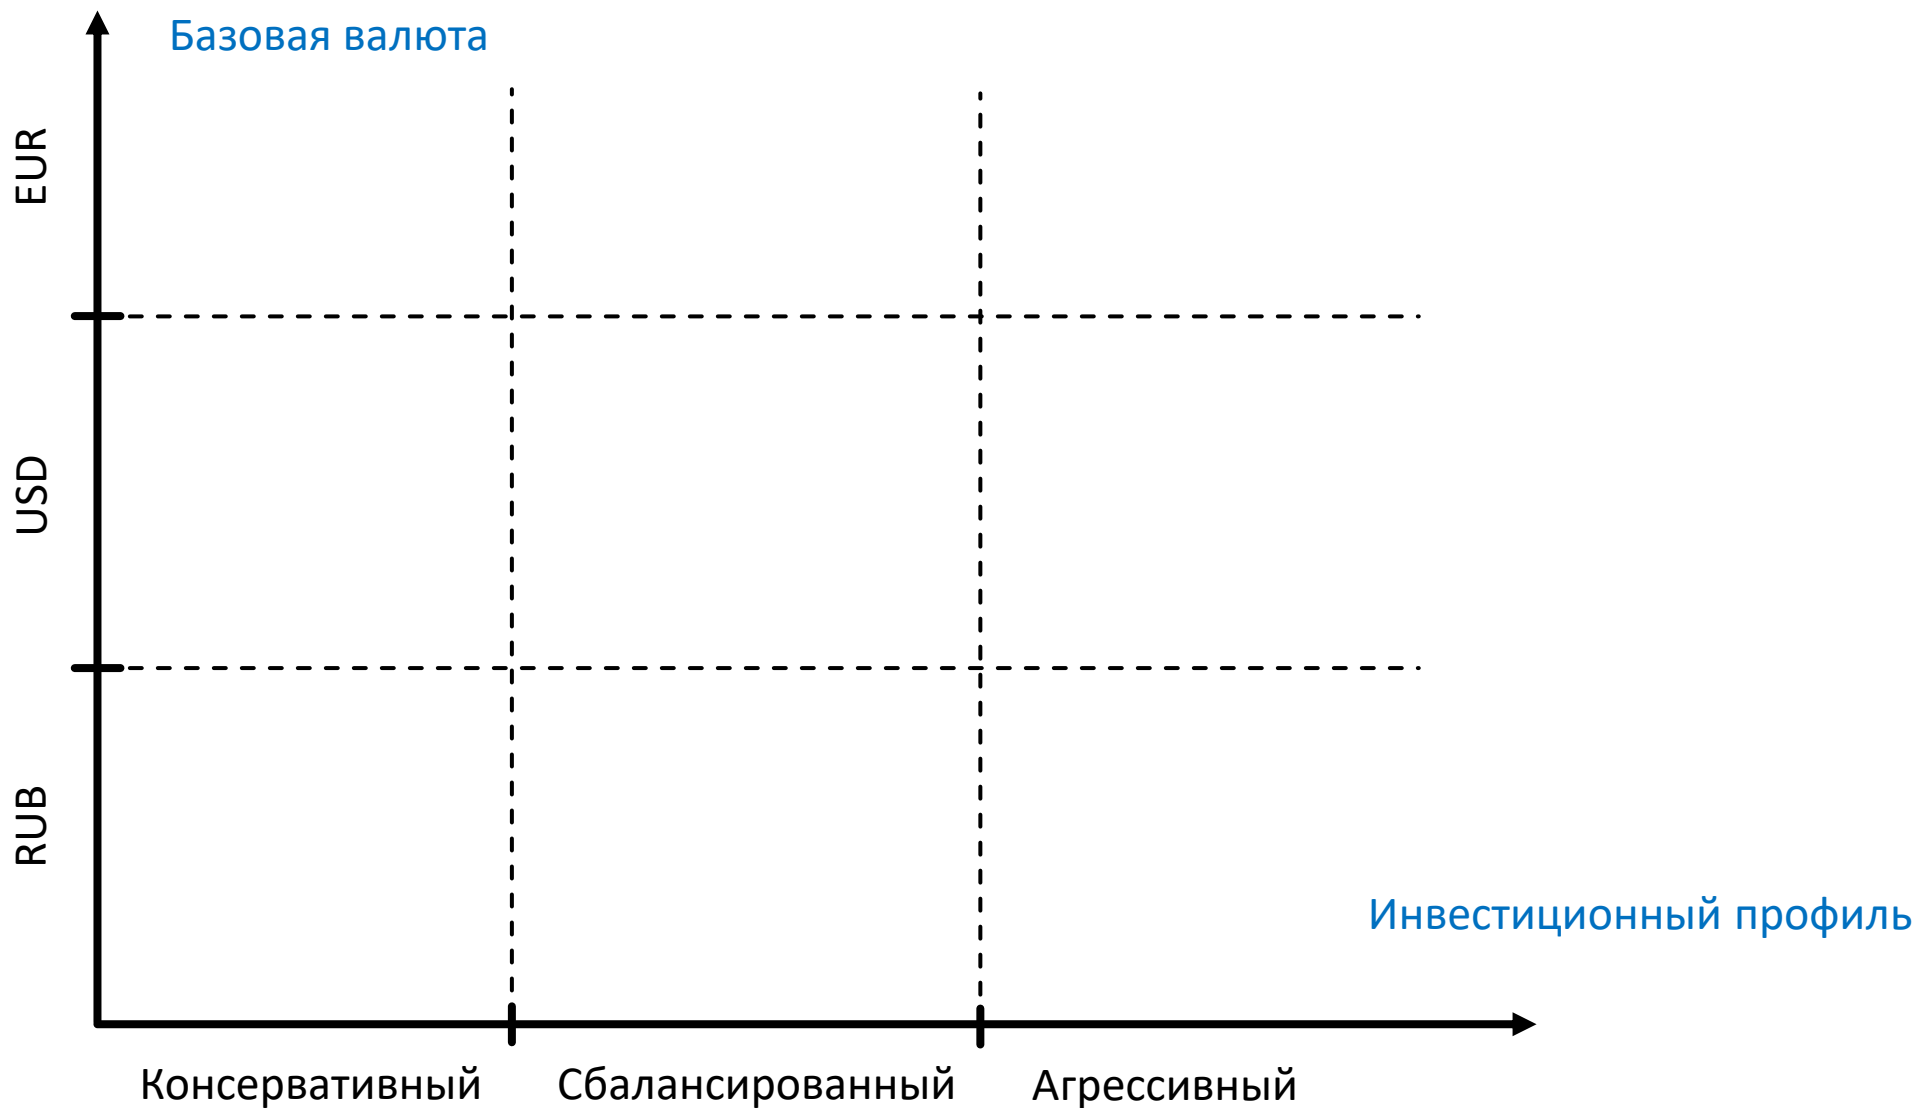 Базовая валюта
EUR
USD
RUB
Инвестиционный профиль
Консервативный
Сбалансированный
Агрессивный